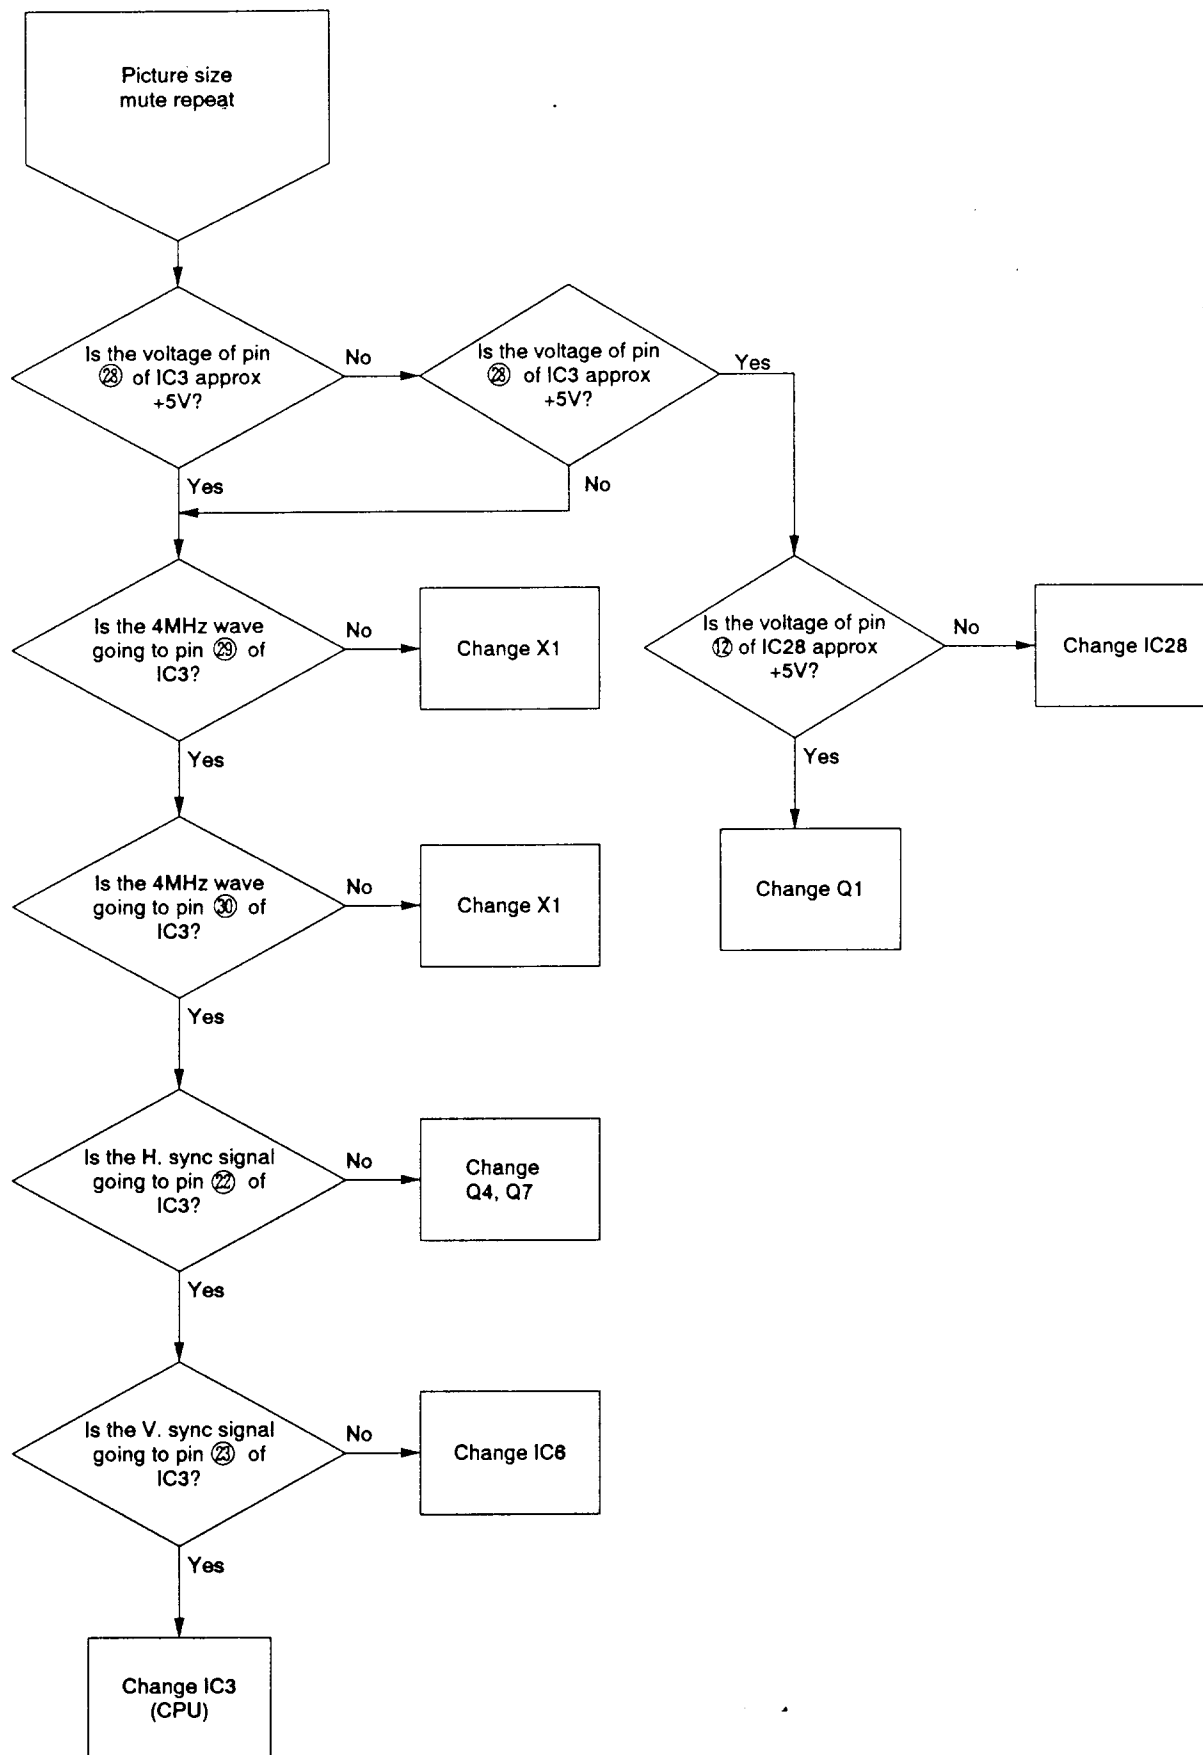 Picture size
mute repeat
Is the voltage of pin
㉘ of IC3 approx
+5V?
No
Yes
Is the voltage of pin
㉘ of IC3 approx
+5V?
Yes
No
Is the 4MHz wave
going to pin ㉙ of
IC3?
No
Yes
Change X1
Is the voltage of pin
⑫ of IC28 approx
+5V?
No
Yes
Change IC28
Change Q1
Is the 4MHz wave
going to pin ㉚ of
IC3?
No
Yes
Change X1
Is the H. sync signal
going to pin ㉒ of
IC3?
No
Yes
Change
Q4, Q7
Is the V. sync signal
going to pin ㉓ of
IC3?
No
Yes
Change IC6
Change IC3
(CPU)